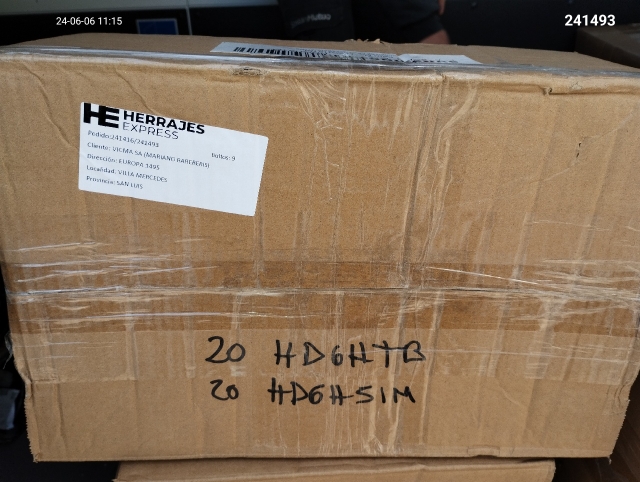 24-06-06 11:15
241493
HE HERRAJES
EXPRESS
Pedido:241416/241493
Bultos: 9
Cliente: VICMA SA (MARIANO BAREBERIS)
Dirección: EUROPA 1495
Localidad: VILLA MERCEDES
Provincia: SAN LUIS
20 HD6HTB
20 HD6HSIM